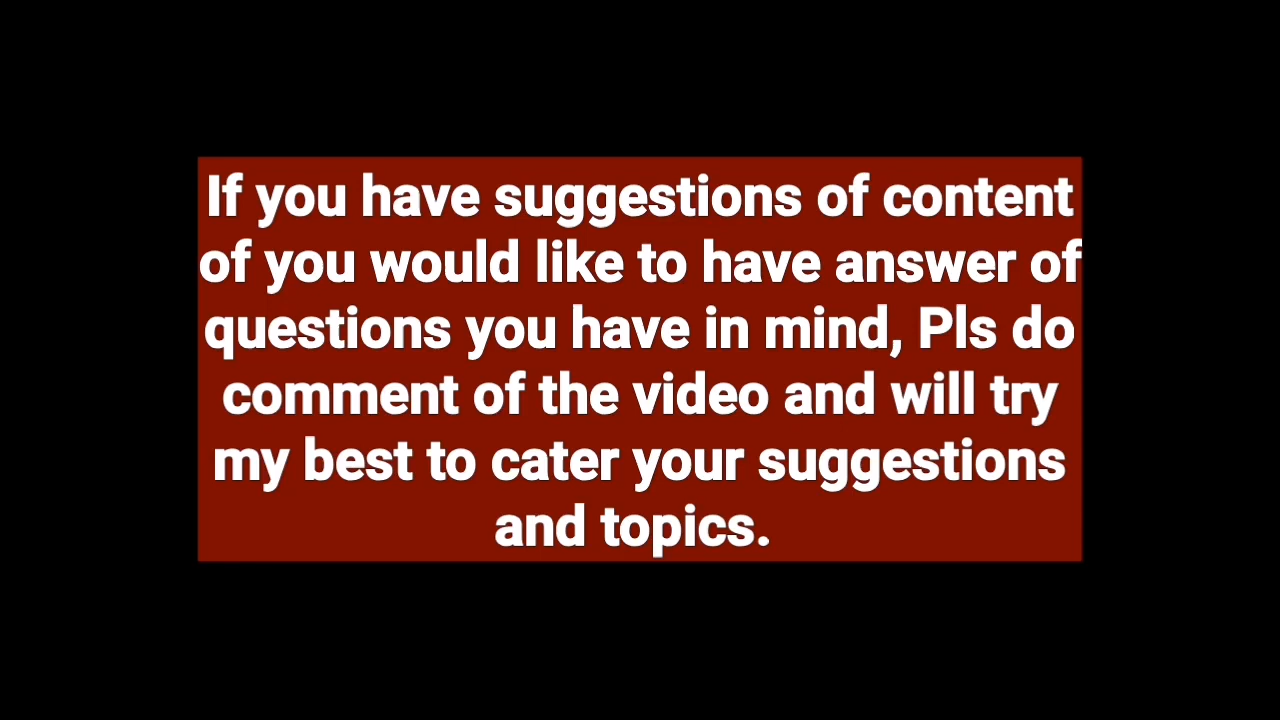 If you have suggestions of content
of you would like to have answer of
questions you have in mind, Pls do
comment of the video and will try
my best to cater your suggestions
and topics.